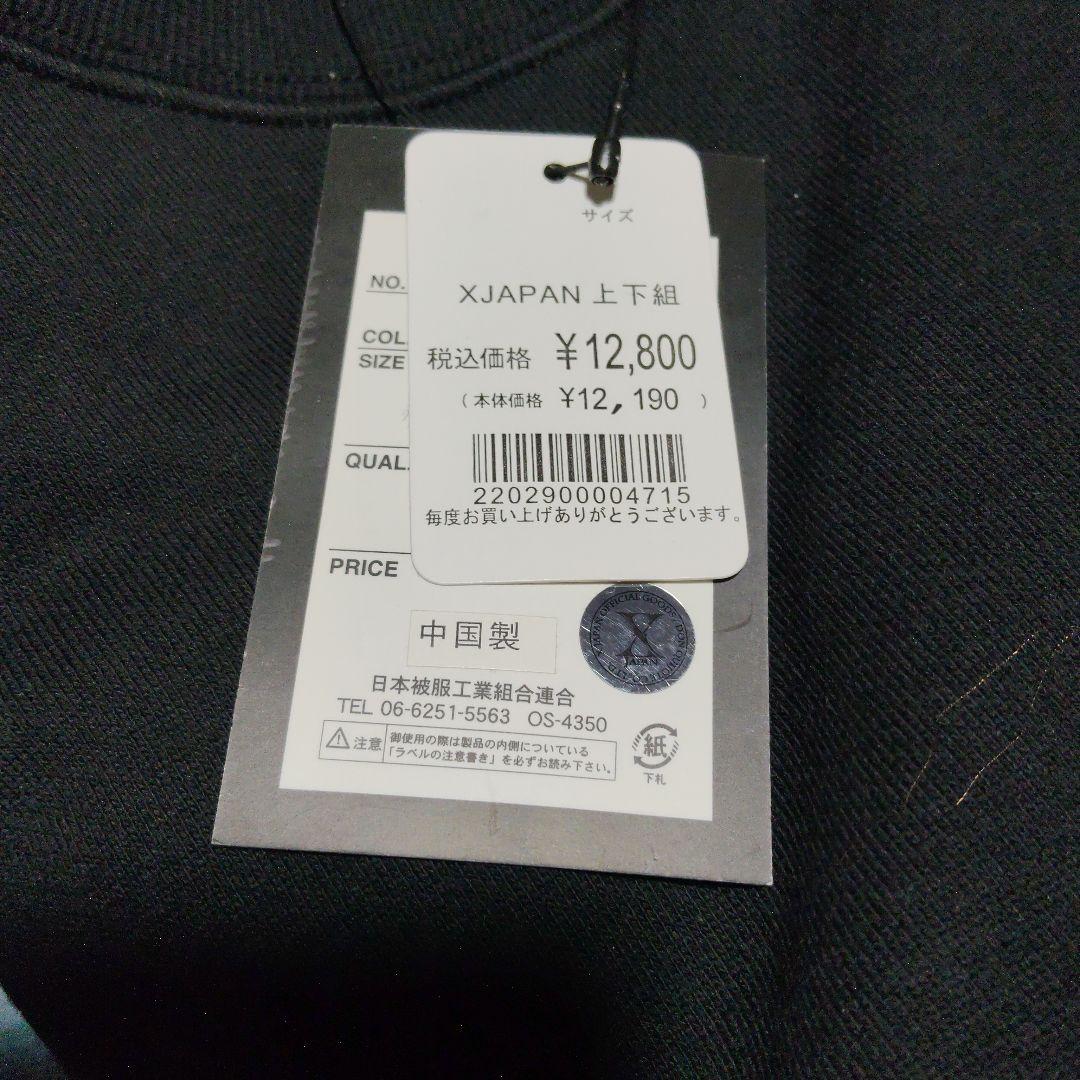 サイズ
XJAPAN 上下組
税込価格 ¥12,800
(本体価格 ¥12,190 )
2202900004715
毎度お買い上げありがとうございます。
NO.
COL.
SIZE
QUAL.
PRICE
中国製
X JAPAN OFFICIAL GOODS
X
JAPAN
日本被服工業組合連合
TEL 06-6251-5563 OS-4350
注意 御使用の際は製品の内側についている
「ラベルの注意書き」を必ずお読み下さい。
紙
下札